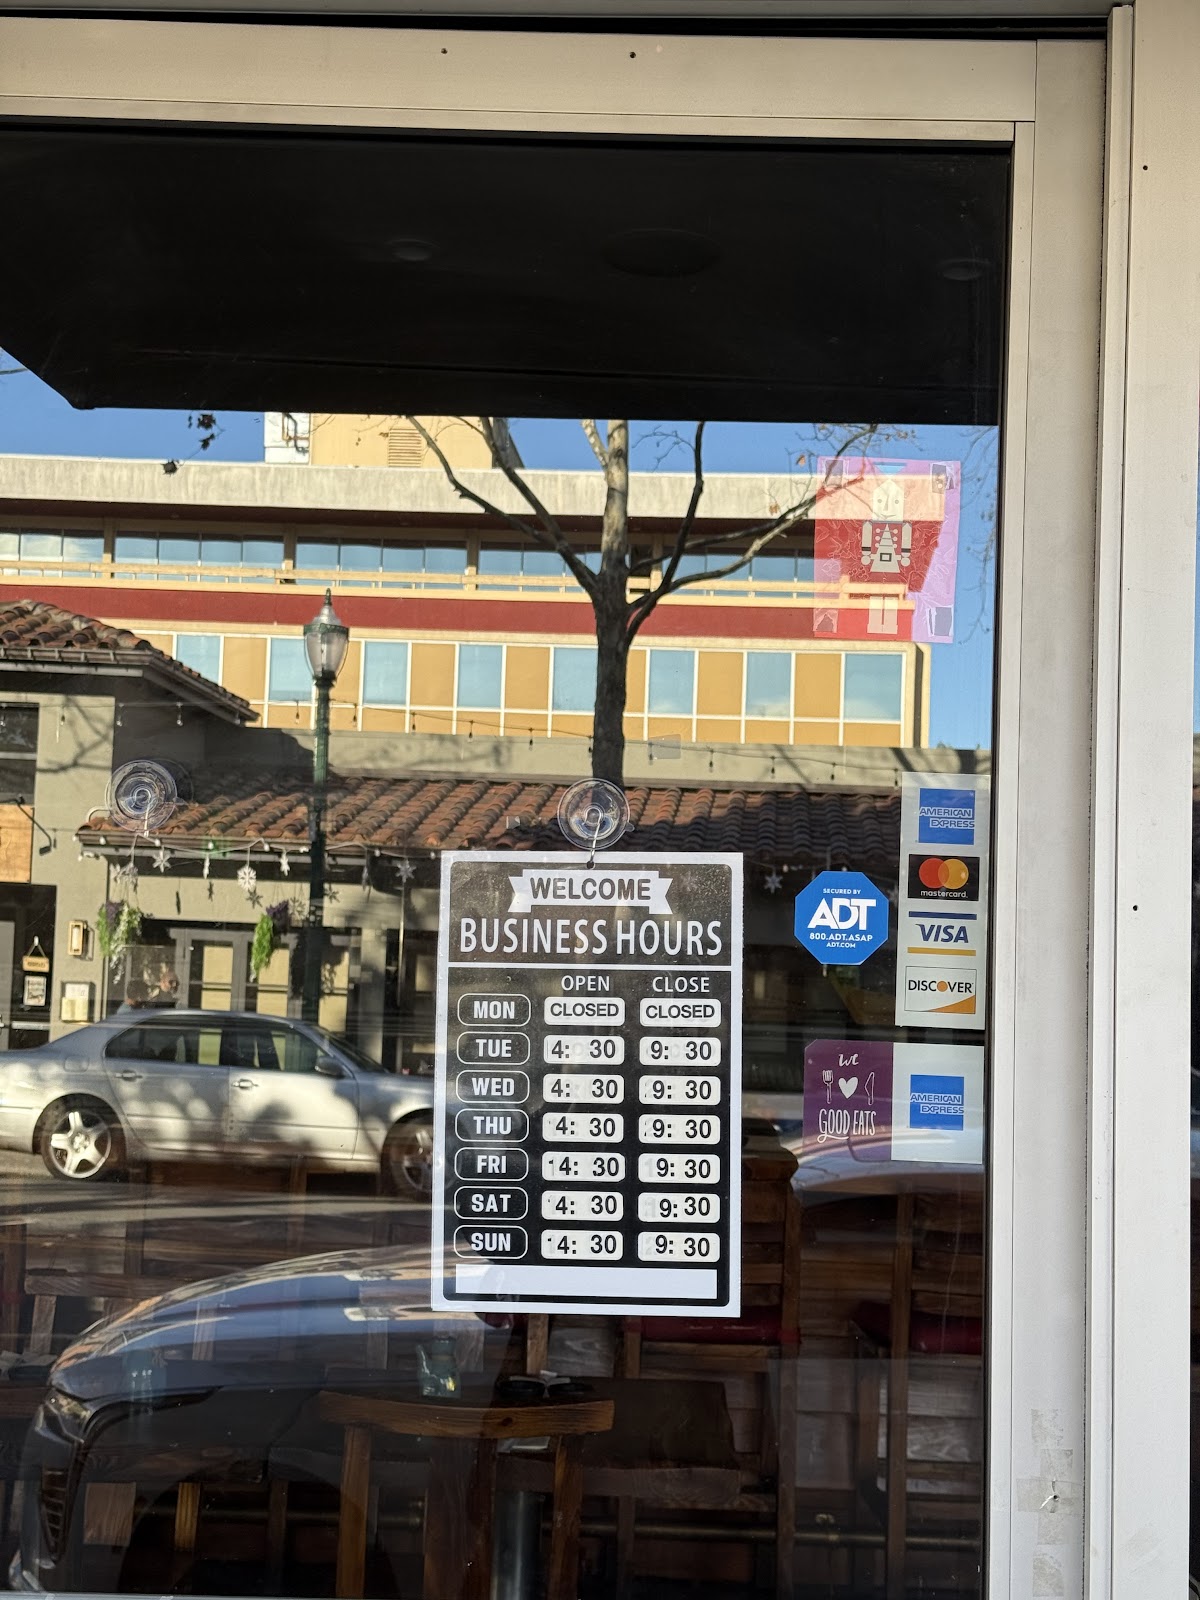 WELCOME
BUSINESS HOURS
OPEN CLOSE
MON CLOSED CLOSED
TUE 4: 30 9: 30
WED 4: 30 9: 30
THU 4: 30 9: 30
FRI 4: 30 9: 30
SAT 4: 30 9: 30
SUN 4: 30 9: 30
SECURED BY
ADT
800.ADT.ASAP
ADT.COM
AMERICAN
EXPRESS
mastercard.
VISA
DISCOVER
we
GOOD EATS
AMERICAN
EXPRESS